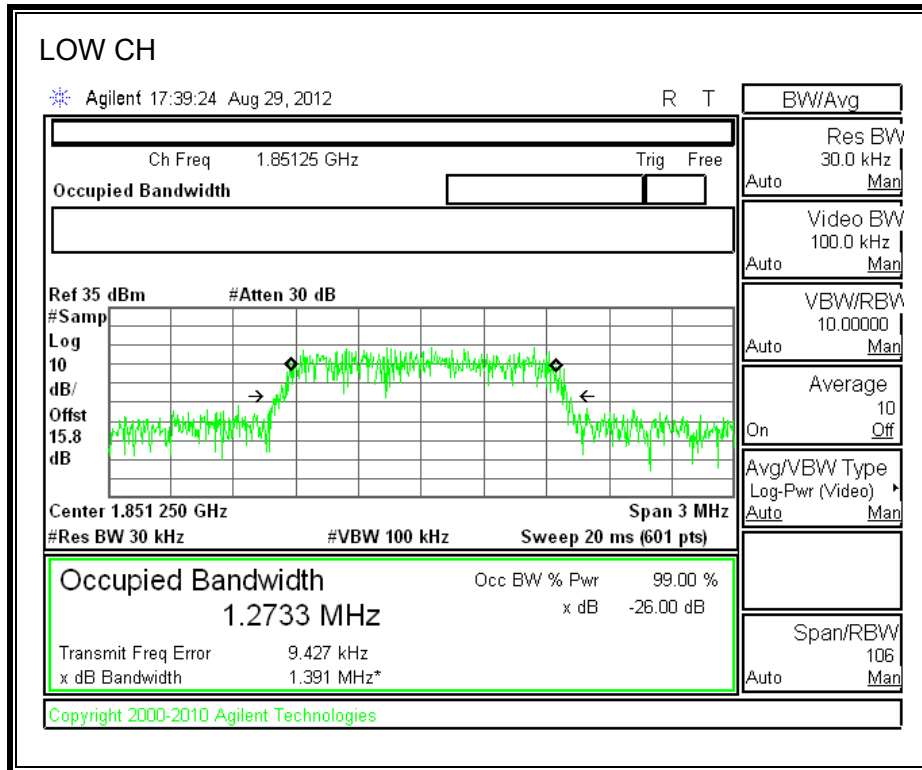 LOW CH
Agilent 17:39:24 Aug 29, 2012 R T
Ch Freq 1.85125 GHz Trig Free
Occupied Bandwidth
Ref 35 dBm #Atten 30 dB
#Samp
Log
10
dB/
Offst
15.8
dB
Center 1.851 250 GHz Span 3 MHz
#Res BW 30 kHz #VBW 100 kHz Sweep 20 ms (601 pts)
Occupied Bandwidth Occ BW % Pwr 99.00 %
1.2733 MHz x dB -26.00 dB
Transmit Freq Error 9.427 kHz
x dB Bandwidth 1.391 MHz*
Copyright 2000-2010 Agilent Technologies
BW/Avg
Res BW
30.0 kHz
Auto Man
Video BW
100.0 kHz
Auto Man
VBW/RBW
10.00000
Auto Man
Average
10
On Off
Avg/VBW Type
Log-Pwr (Video)
Auto Man
Span/RBW
106
Auto Man